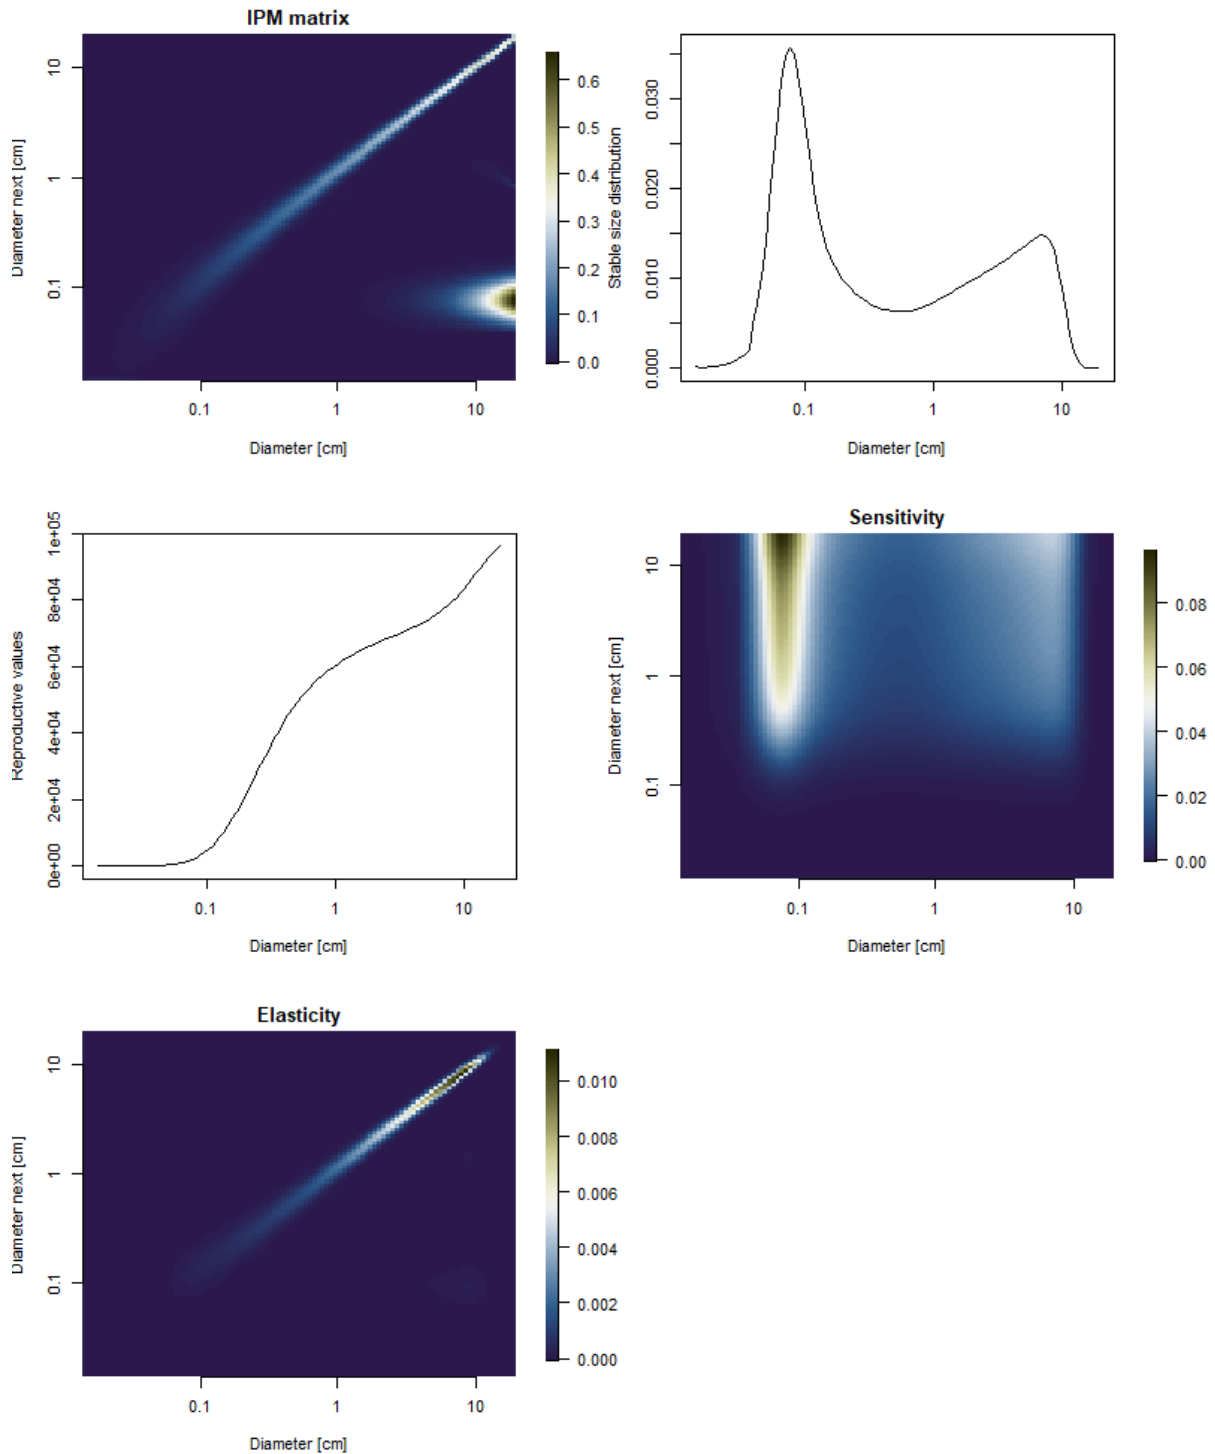 IPM matrix
Diameter next [cm]
10
1
0.1
0.1 1 10
Diameter [cm]
0.6
0.5
0.4
0.3
0.2
0.1
0.0
Stable size distribution
0.030
0.020
0.010
0.000
0.1 1 10
Diameter [cm]
Reproductive values
1e+05
8e+04
6e+04
4e+04
2e+04
0e+00
0.1 1 10
Diameter [cm]
Sensitivity
Diameter next [cm]
10
1
0.1
0.1 1 10
Diameter [cm]
0.08
0.06
0.04
0.02
0.00
Elasticity
Diameter next [cm]
10
1
0.1
0.1 1 10
Diameter [cm]
0.010
0.008
0.006
0.004
0.002
0.000